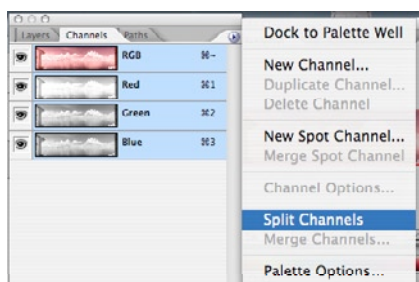 Layers Channels Paths
RGB ⌘~
Red ⌘1
Green ⌘2
Blue ⌘3
Dock to Palette Well
New Channel...
Duplicate Channel...
Delete Channel
New Spot Channel...
Merge Spot Channel
Channel Options...
Split Channels
Merge Channels...
Palette Options...